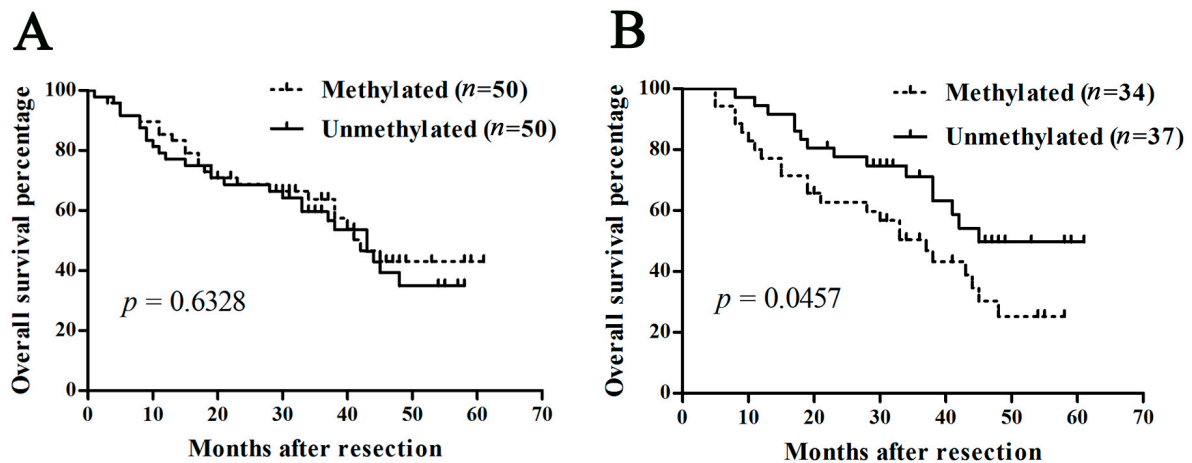 A
Overall survival percentage
100
80
60
40
20
0
0 10 20 30 40 50 60 70
Months after resection
Methylated (n=50)
Unmethylated (n=50)
p = 0.6328
B
Overall survival percentage
100
80
60
40
20
0
0 10 20 30 40 50 60 70
Months after resection
Methylated (n=34)
Unmethylated (n=37)
p = 0.0457